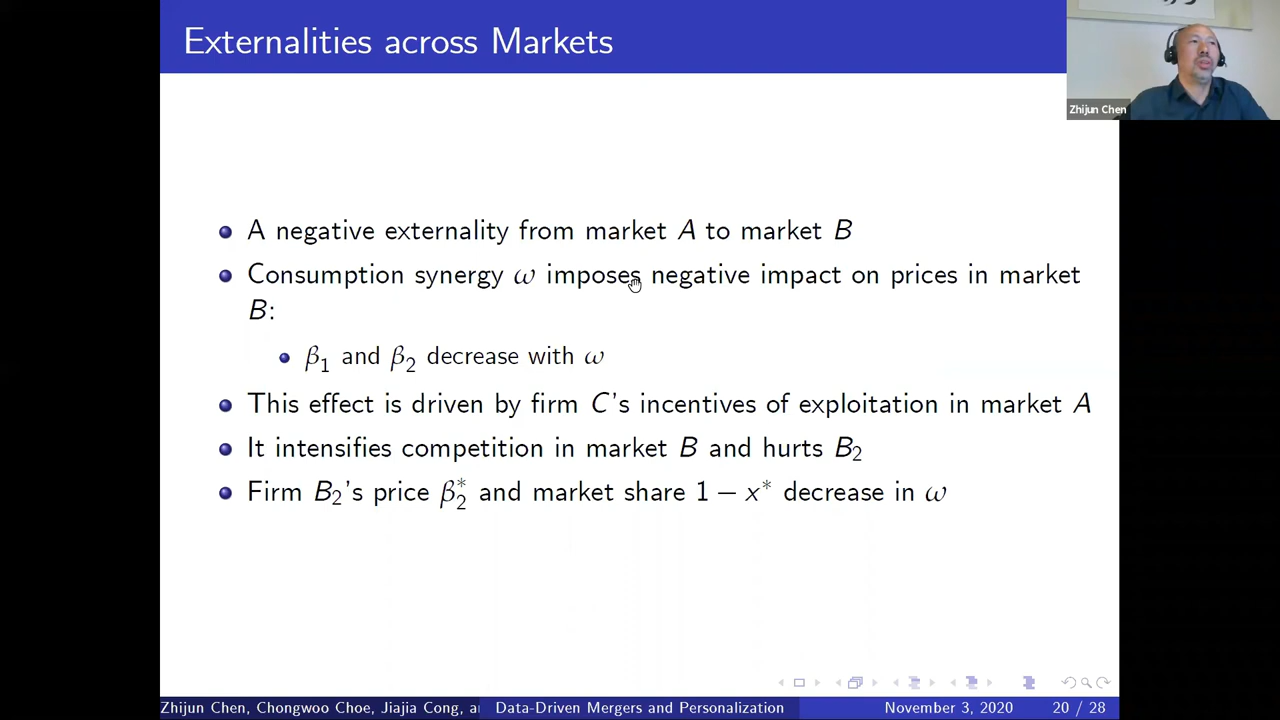 Externalities across Markets
Zhijun Chen
A negative externality from market A to market B
Consumption synergy ω imposes negative impact on prices in market
B:
β₁ and β₂ decrease with ω
This effect is driven by firm C's incentives of exploitation in market A
It intensifies competition in market B and hurts B₂
Firm B₂'s price β₂* and market share 1 − x* decrease in ω
Zhijun Chen, Chongwoo Choe, Jiajia Cong, a
Data-Driven Mergers and Personalization
November 3, 2020
20 / 28